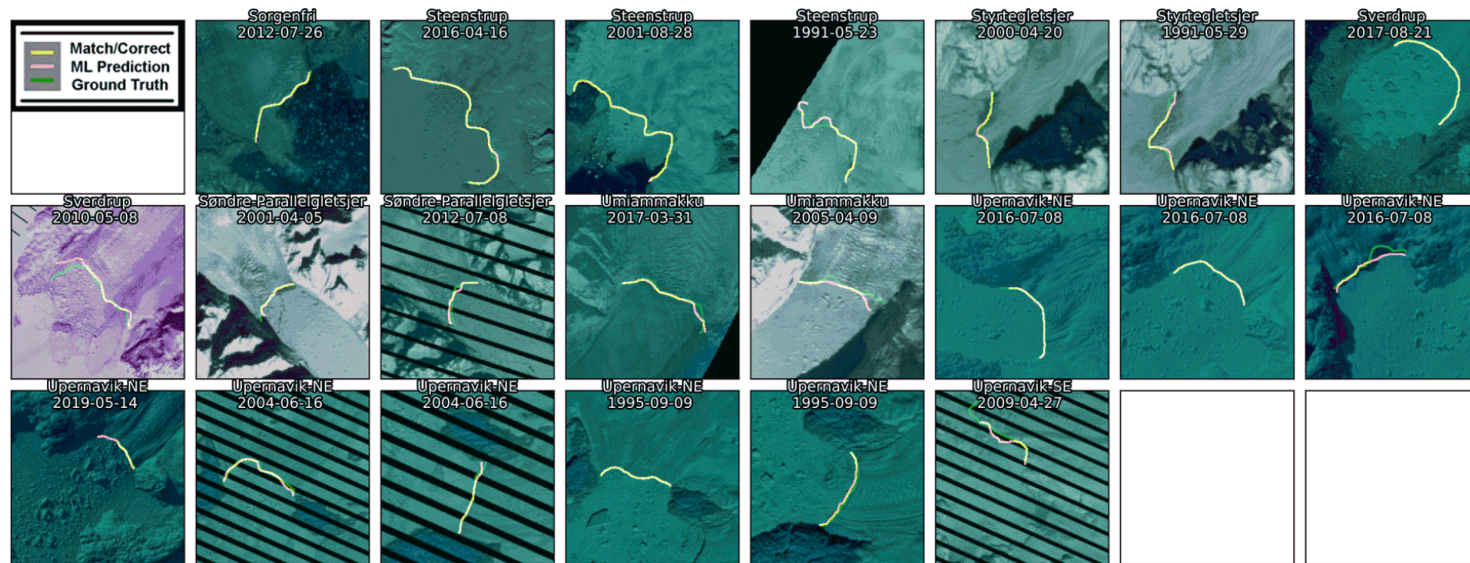 Match/Correct
ML Prediction
Ground Truth
Sorgenfri
2012-07-26
Steenstrup
2016-04-16
Steenstrup
2001-08-28
Steenstrup
1991-05-23
Styrtegletsjer
2000-04-20
Styrtegletsjer
1991-05-29
Sverdrup
2017-08-21
Sverdrup
2010-05-08
Søndre-Parallelgletsjer
2001-04-05
Søndre-Parallelgletsjer
2012-07-08
Umiammakku
2017-03-31
Umiammakku
2005-04-09
Upernavik-NE
2016-07-08
Upernavik-NE
2016-07-08
Upernavik-NE
2016-07-08
Upernavik-NE
2019-05-14
Upernavik-NE
2004-06-16
Upernavik-NE
2004-06-16
Upernavik-NE
1995-09-09
Upernavik-NE
1995-09-09
Upernavik-SE
2009-04-27